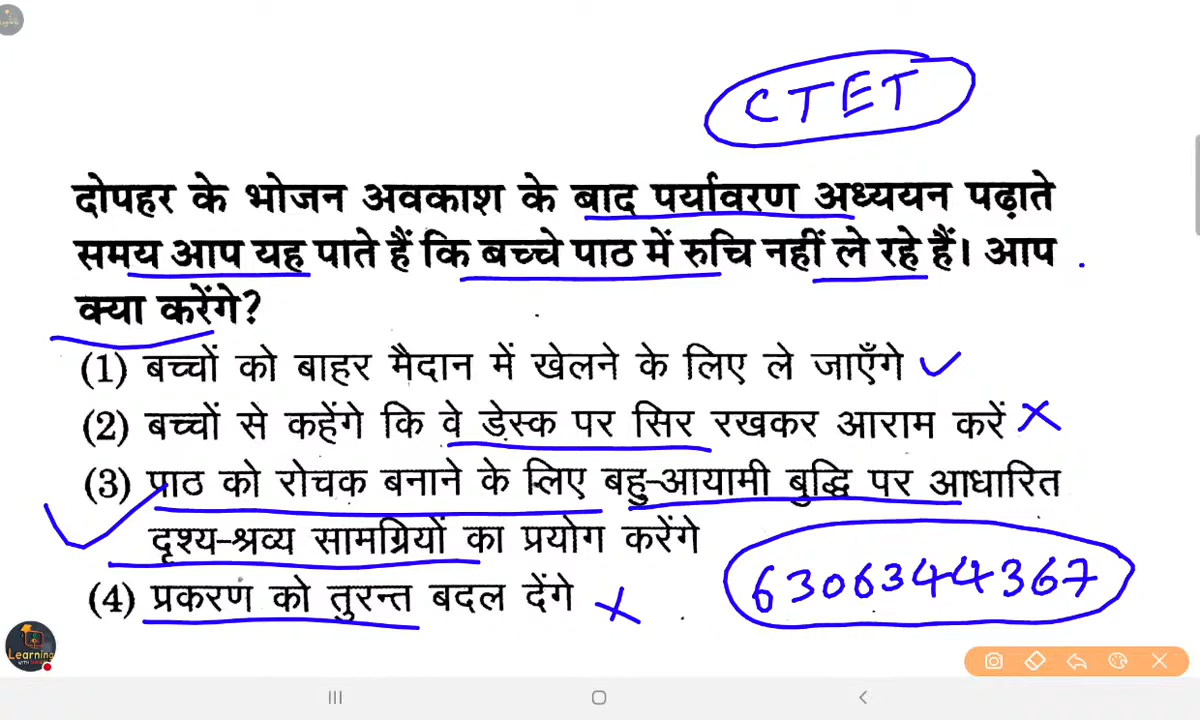 CTET
दोपहर के भोजन अवकाश के बाद पर्यावरण अध्ययन पढ़ाते
समय आप यह पाते हैं कि बच्चे पाठ में रुचि नहीं ले रहे हैं। आप
क्या करेंगे?
(1) बच्चों को बाहर मैदान में खेलने के लिए ले जाएँगे
(2) बच्चों से कहेंगे कि वे डेस्क पर सिर रखकर आराम करें
(3) पाठ को रोचक बनाने के लिए बहु-आयामी बुद्धि पर आधारित
दृश्य-श्रव्य सामग्रियों का प्रयोग करेंगे
6306344367
(4) प्रकरण को तुरन्त बदल देंगे
Learning